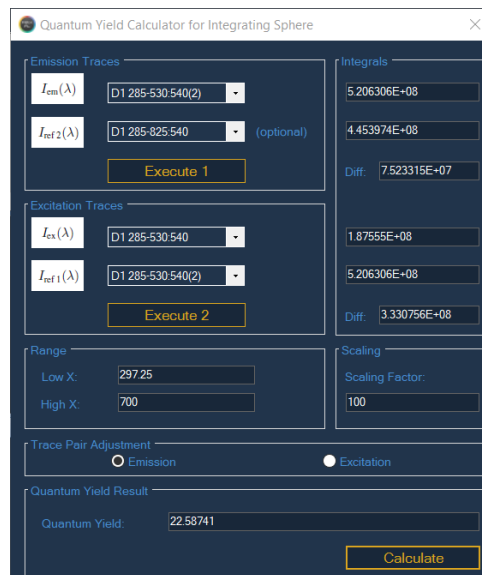 Quantum Yield Calculator for Integrating Sphere
Emission Traces
Integrals
Iem(λ)
D1 285-530:540(2)
5.206306E+08
Iref 2(λ)
D1 285-825:540
(optional)
4.453974E+08
Execute 1
Diff:
7.523315E+07
Excitation Traces
Iex(λ)
D1 285-530:540
1.87555E+08
Iref 1(λ)
D1 285-530:540(2)
5.206306E+08
Execute 2
Diff:
3.330756E+08
Range
Scaling
Low X:
297.25
Scaling Factor:
High X:
700
100
Trace Pair Adjustment
Emission
Excitation
Quantum Yield Result
Quantum Yield:
22.58741
Calculate